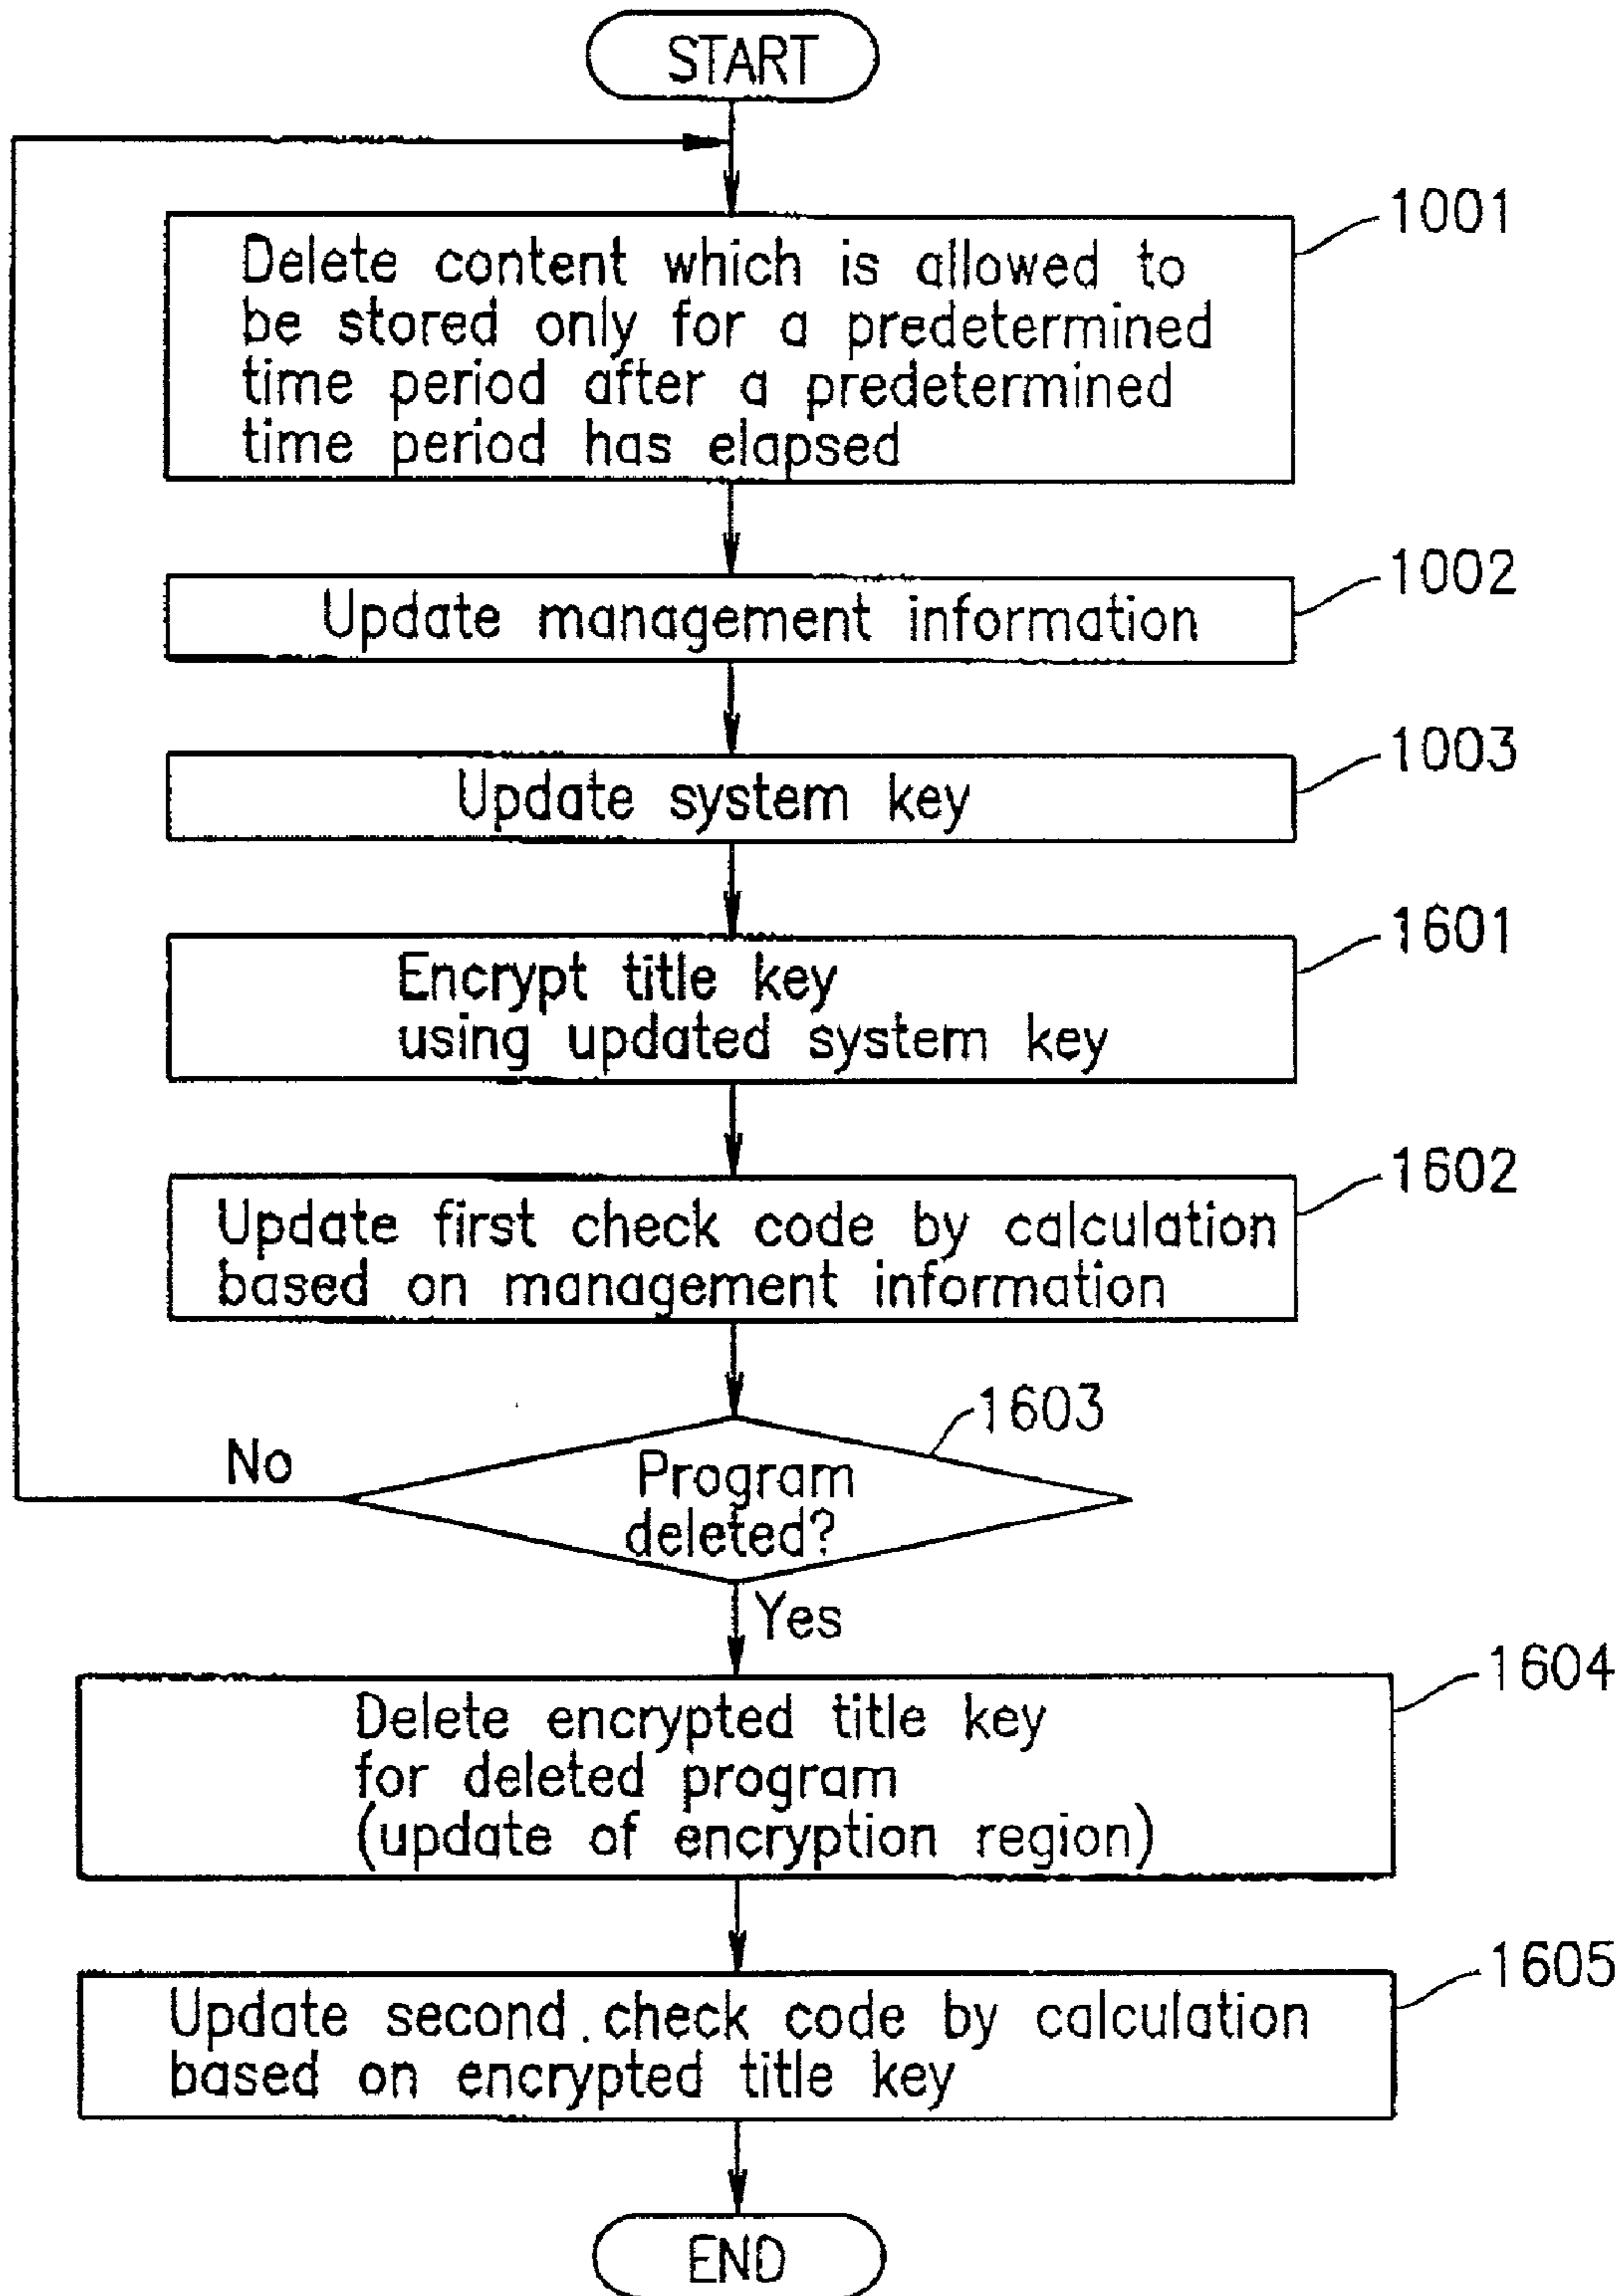 START
Delete content which is allowed to
be stored only for a predetermined
time period after a predetermined
time period has elapsed
1001
Update management information
1002
Update system key
1003
Encrypt title key
using updated system key
1601
Update first check code by calculation
based on management information
1602
1603
No
Program
deleted?
Yes
1604
Delete encrypted title key
for deleted program
(update of encryption region)
1605
Update second check code by calculation
based on encrypted title key
END